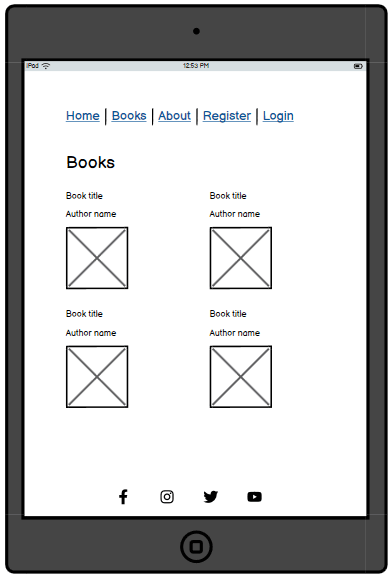 iPad 12:53 PM
Home | Books | About | Register | Login
Books
Book title Book title
Author name Author name
Book title Book title
Author name Author name